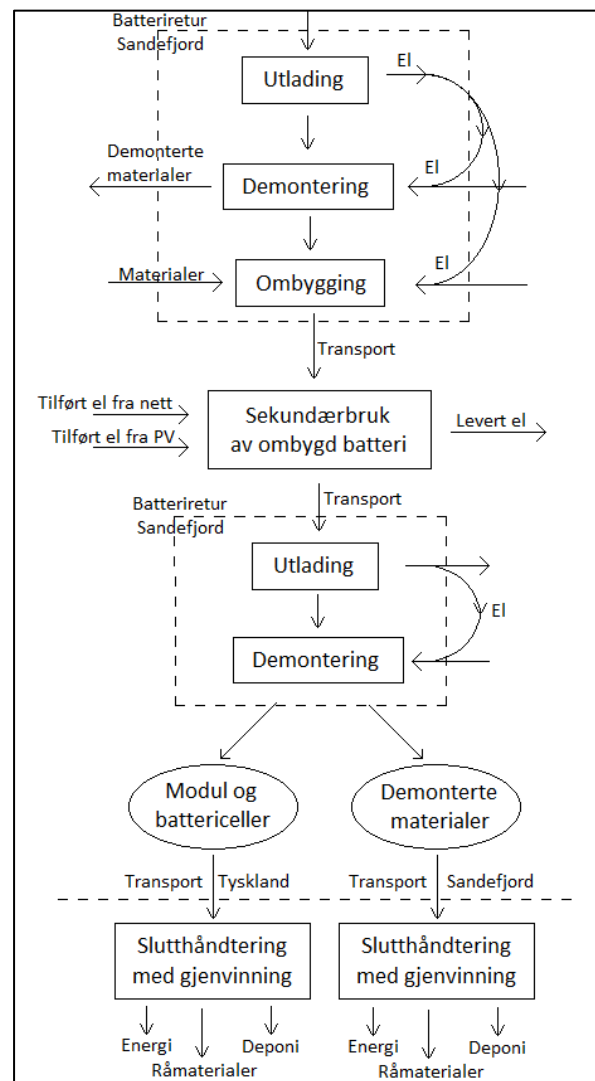 Batteriretur
Sandefjord
Utlading
El
Demonterte
materialer
Demontering
El
Materialer
Ombygging
El
Transport
Tilført el fra nett
Tilført el fra PV
Sekundærbruk
av ombygd batteri
Levert el
Transport
Batteriretur
Sandefjord
Utlading
El
Demontering
Modul og
battericeller
Demonterte
materialer
Transport Tyskland
Transport Sandefjord
Slutthåndtering
med gjenvinning
Slutthåndtering
med gjenvinning
Energi
Råmaterialer
Deponi
Energi
Råmaterialer
Deponi